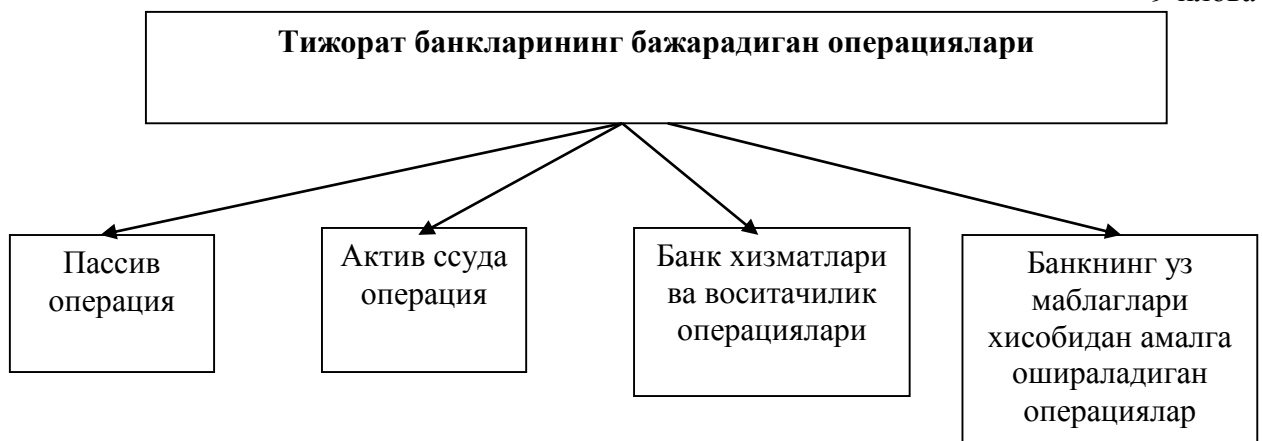 Тижорат банкларининг бажарадиган операциялари
Пассив
операция
Актив ссуда
операция
Банк хизматлари
ва воситачилик
операциялари
Банкнинг уз
маблаглари
хисобидан амалга
ошираладиган
операциялар